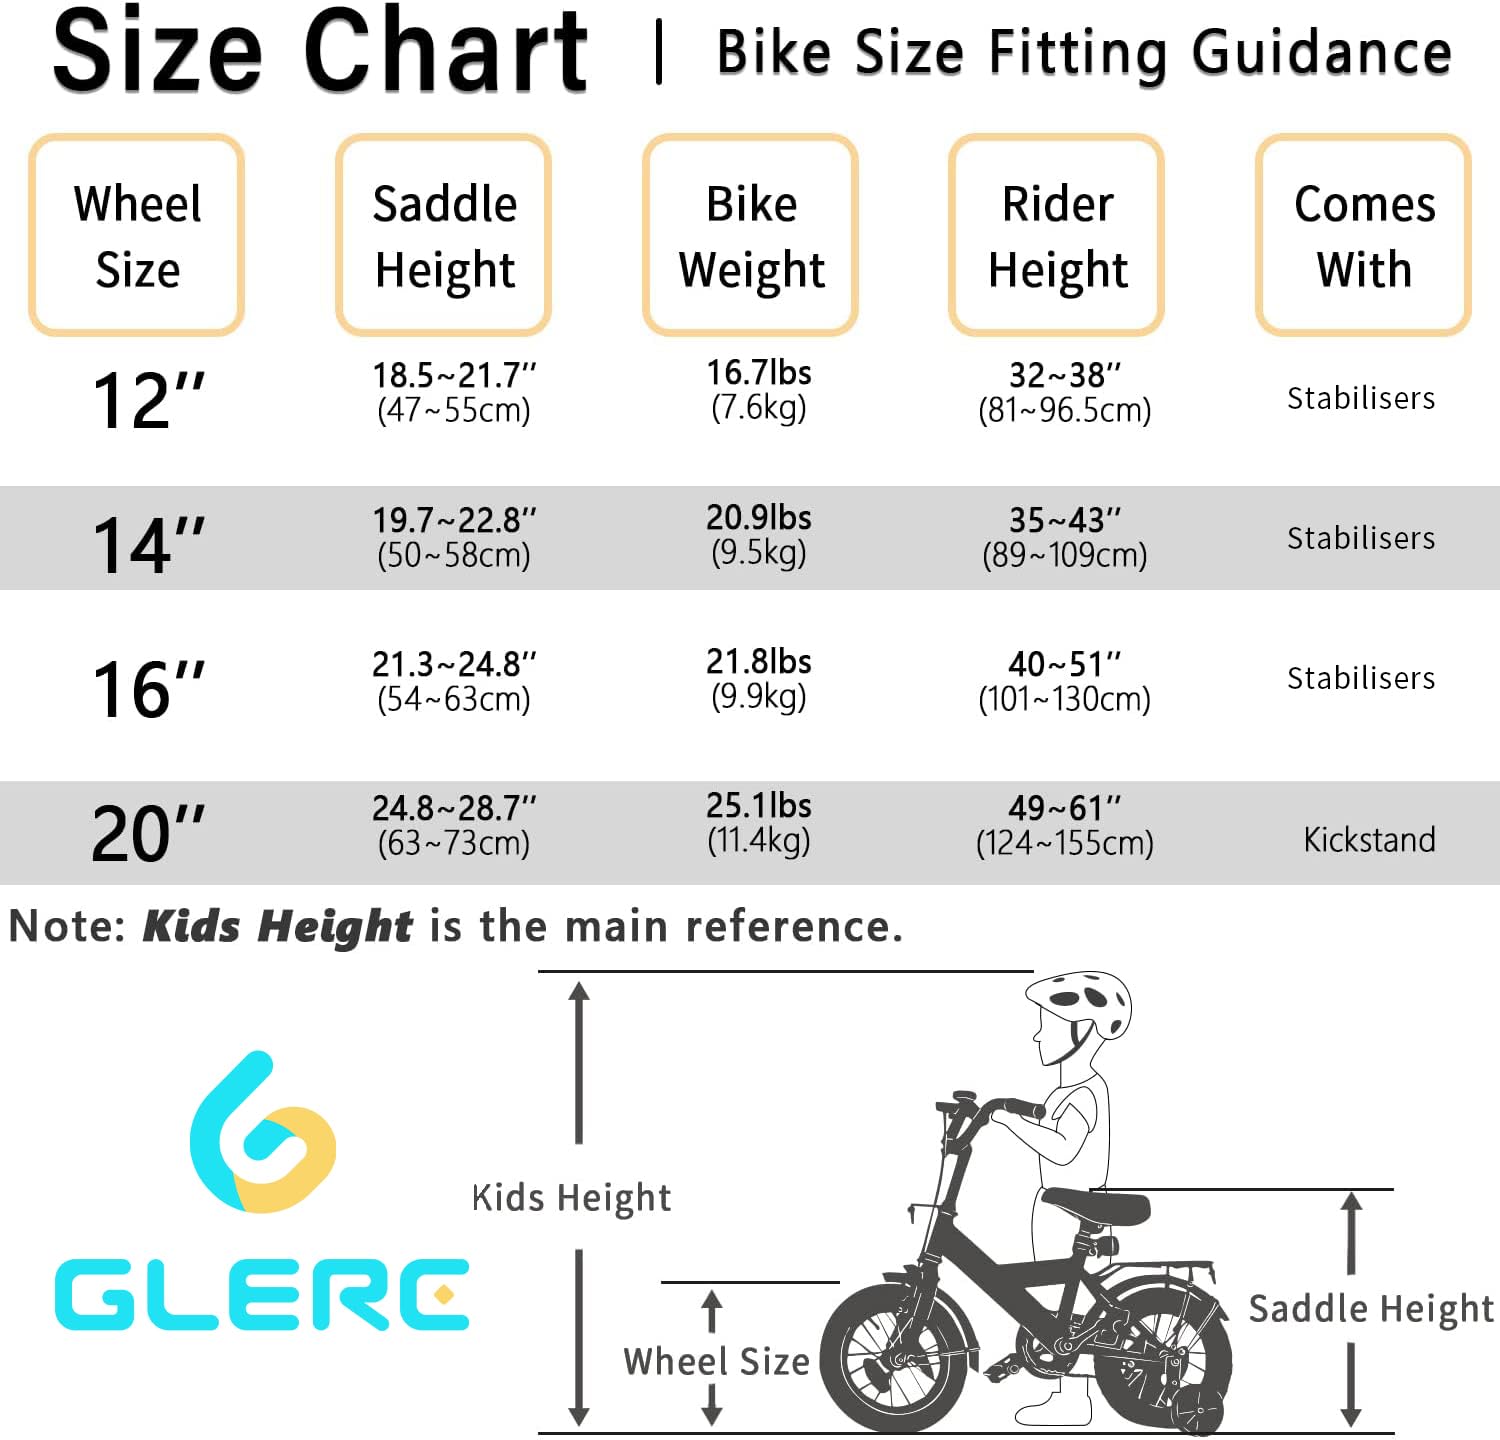 Size Chart | Bike Size Fitting Guidance
Wheel Size
Saddle Height
Bike Weight
Rider Height
Comes With
12″ 18.5~21.7″ 16.7lbs 32~38″ Stabilisers
(47~55cm) (7.6kg) (81~96.5cm)
14″ 19.7~22.8″ 20.9lbs 35~43″ Stabilisers
(50~58cm) (9.5kg) (89~109cm)
16″ 21.3~24.8″ 21.8lbs 40~51″ Stabilisers
(54~63cm) (9.9kg) (101~130cm)
20″ 24.8~28.7″ 25.1lbs 49~61″ Kickstand
(63~73cm) (11.4kg) (124~155cm)
Note: Kids Height is the main reference.
Kids Height
GLERC
Saddle Height
Wheel Size